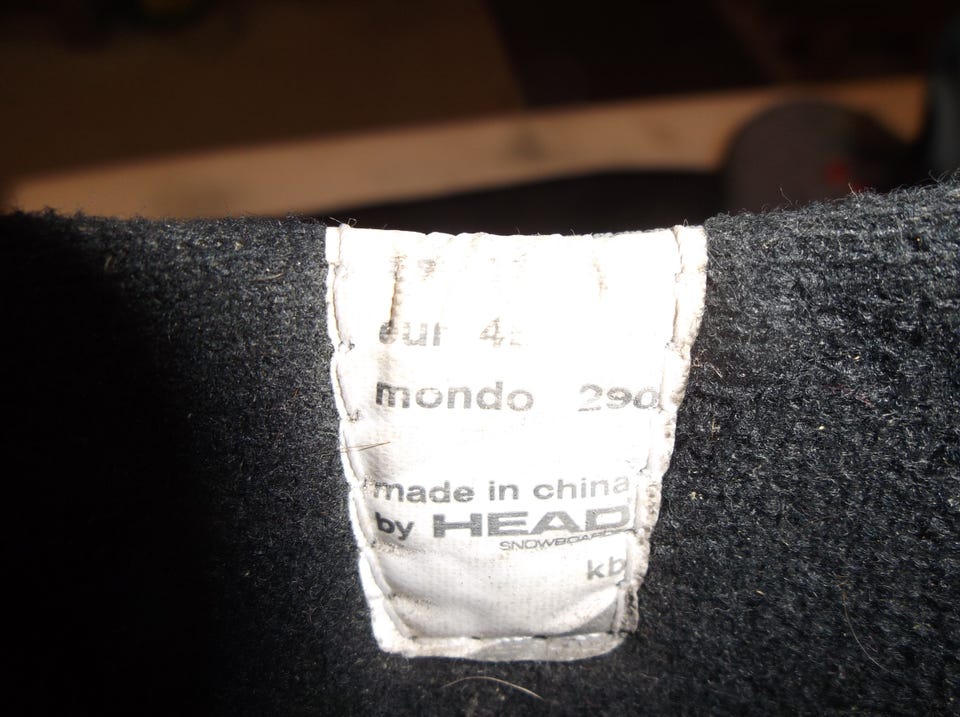 eur
mondo 290
made in china
by HEAD
SNOWBOARDS
kb